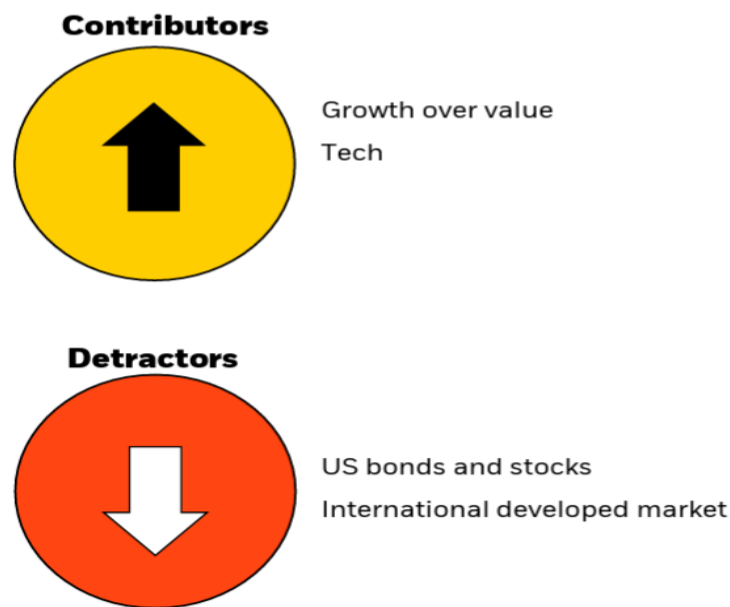 Contributors
Growth over value
Tech
Detractors
US bonds and stocks
International developed market